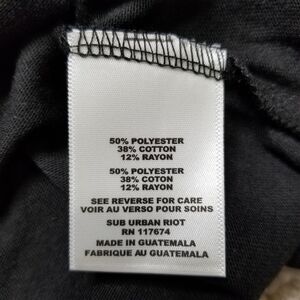 50% POLYESTER
38% COTTON
12% RAYON
50% POLYESTER
38% COTON
12% RAYON
SEE REVERSE FOR CARE
VOIR AU VERSO POUR SOINS
SUB URBAN RIOT
RN 117674
MADE IN GUATEMALA
FABRIQUE AU GUATEMALA